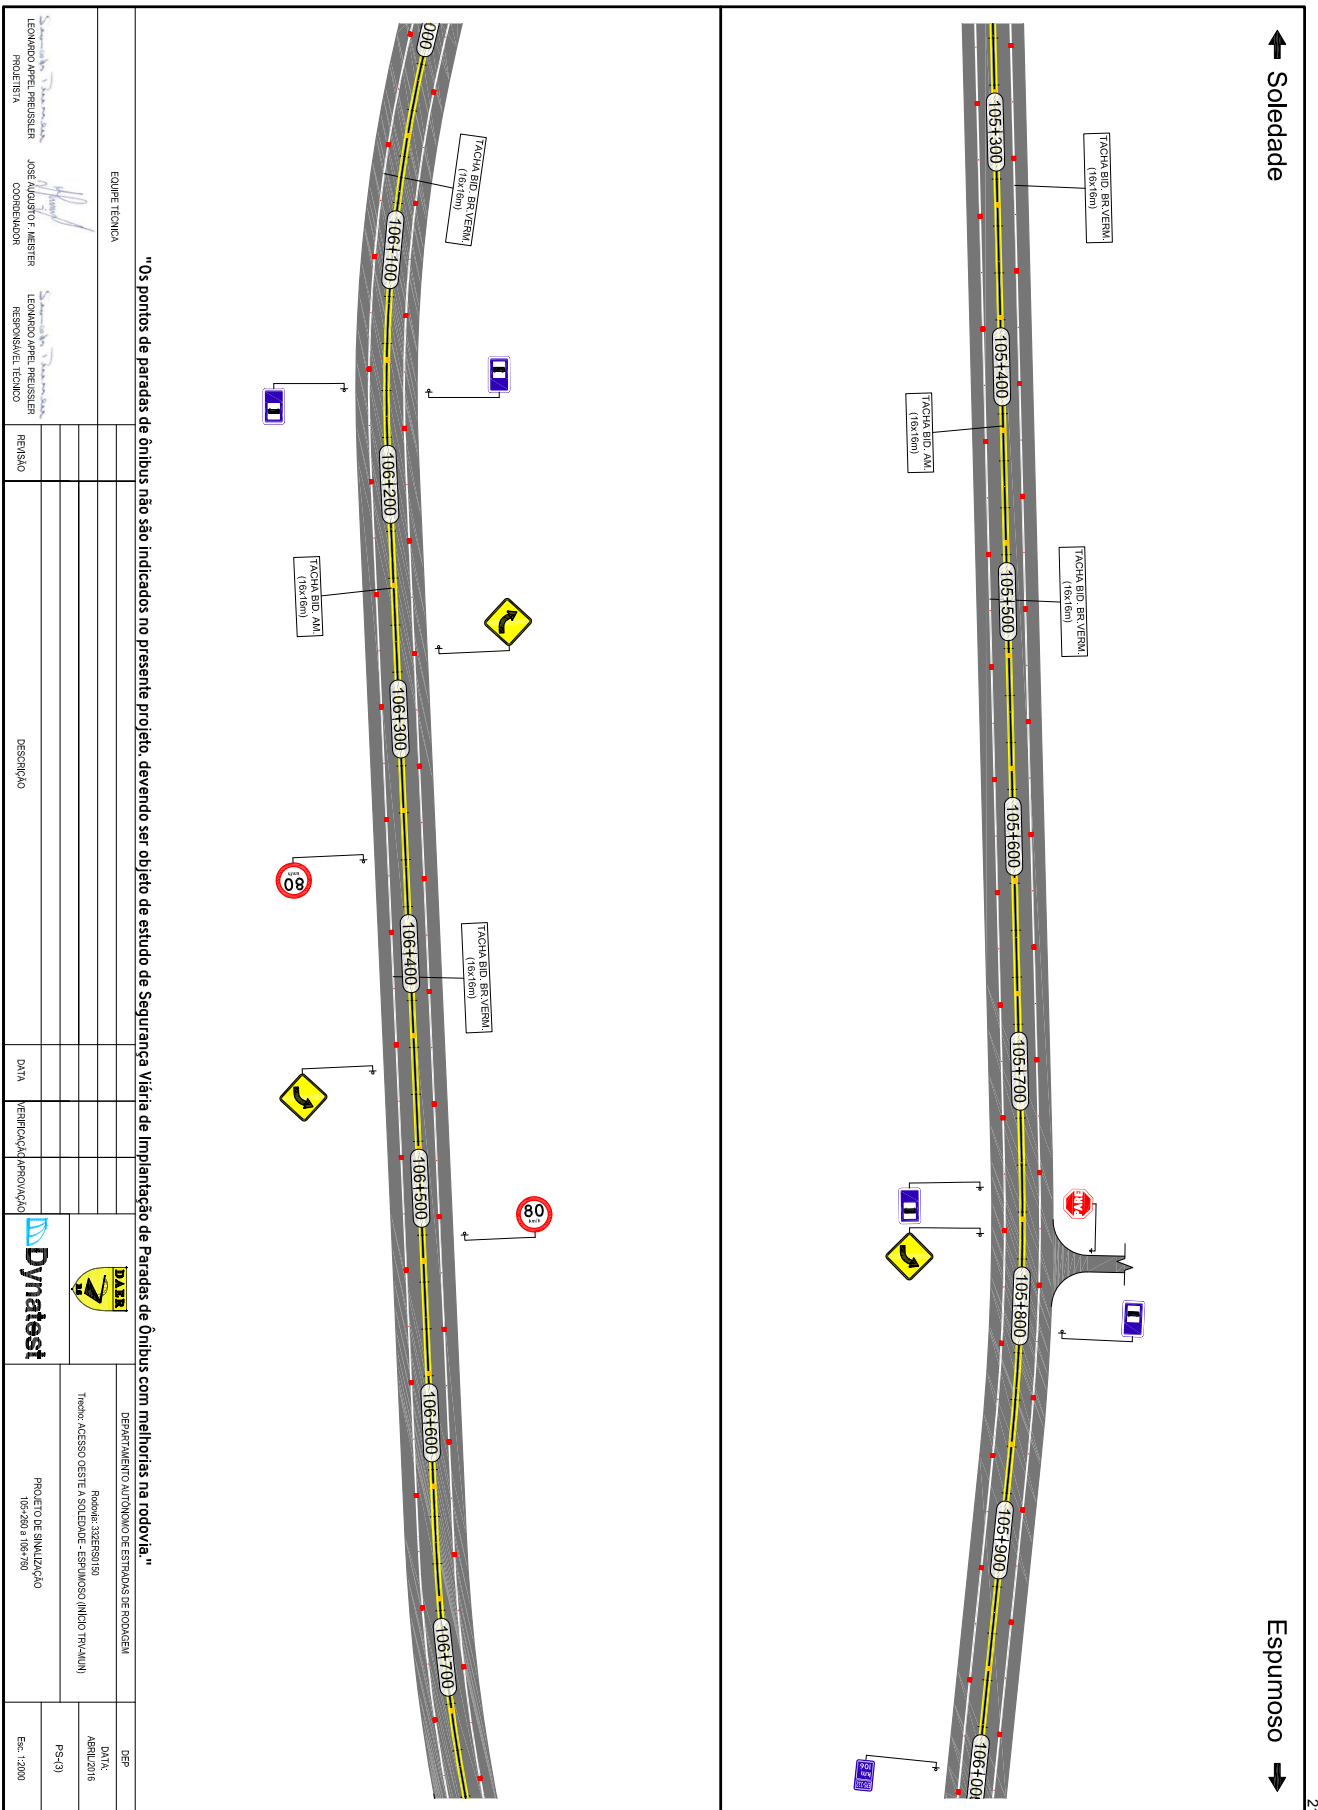 Soledade
Espumoso
105+300
105+400
105+500
105+600
105+700
105+800
105+900
TACHA BID. BR.VERM.
(16x16m)
TACHA BID. AM.
(16x16m)
TACHA BID. BR.VERM.
(16x16m)
PARE
km
106
106+100
106+200
106+300
106+400
106+500
106+600
106+700
TACHA BID. BR.VERM.
(16x16m)
TACHA BID. AM.
(16x16m)
TACHA BID. BR.VERM.
(16x16m)
80
km/h
80
km/h
"Os pontos de paradas de ônibus não são indicados no presente projeto, devendo ser objeto de estudo de Segurança Viária de Implantação de Paradas de Ônibus com melhorias na rodovia."
EQUIPE TÉCNICA
LEONARDO APPEL PREUSSLER
PROJETISTA
JOSÉ AUGUSTO F. MEISTER
COORDENADOR
LEONARDO APPEL PREUSSLER
RESPONSÁVEL TÉCNICO
REVISÃO
DESCRIÇÃO
DATA
VERIFICAÇÃO
APROVAÇÃO
DAER
RS
Dynatest
DEPARTAMENTO AUTÔNOMO DE ESTRADAS DE RODAGEM
Rodovia: 332ERS0150
Trecho: ACESSO OESTE A SOLEDADE - ESPUMOSO (INÍCIO TRV-MUN)
PROJETO DE SINALIZAÇÃO
105+260 a 106+760
DEP
DATA:
ABRIL/2016
PS-(3)
Esc. 1:2000